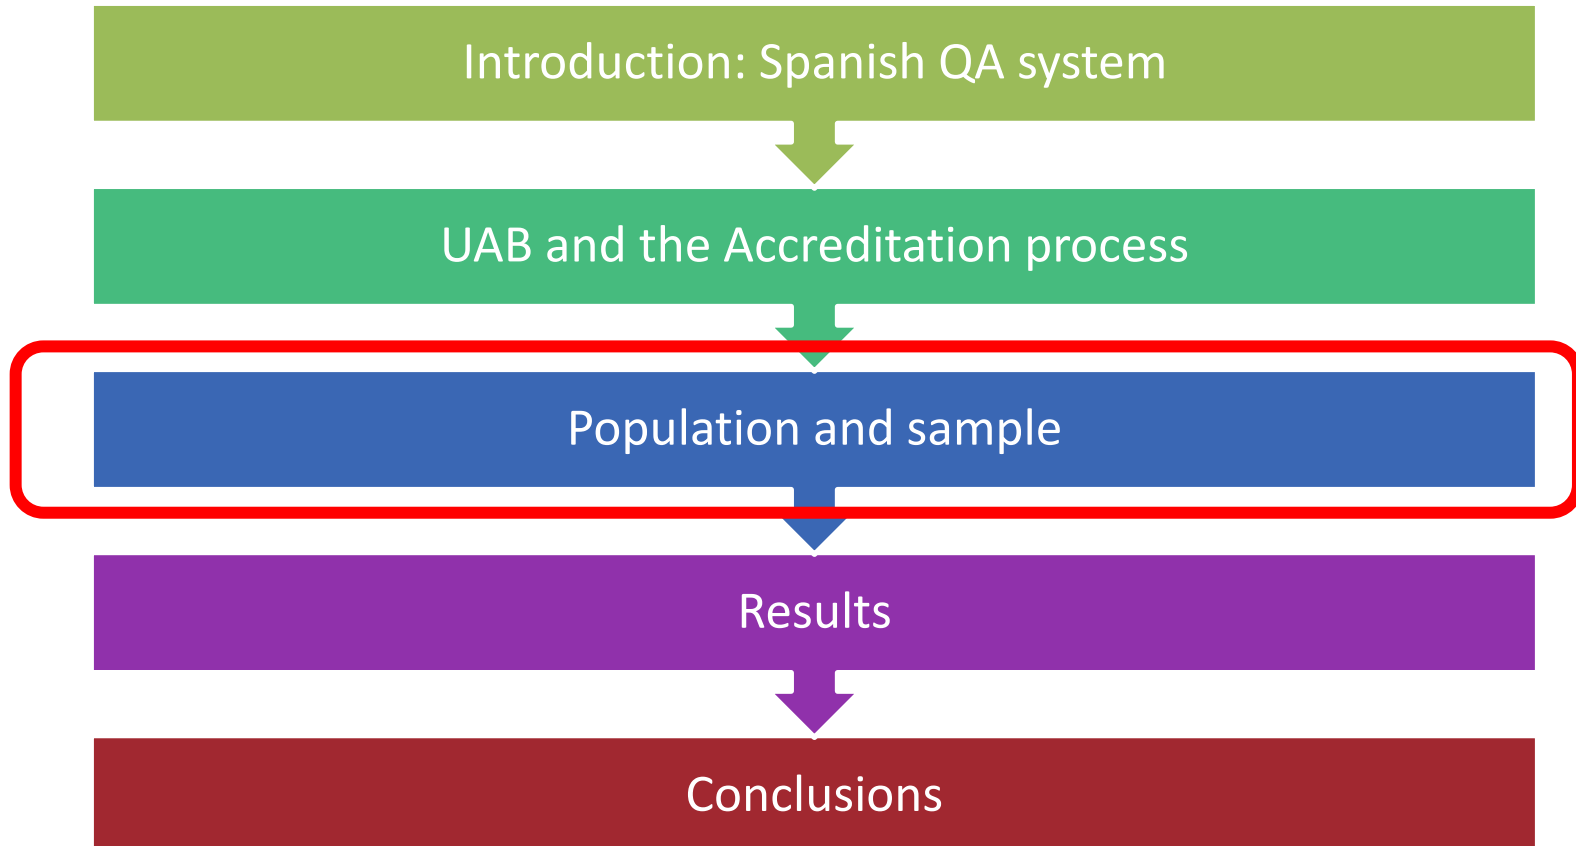 Introduction: Spanish QA system
UAB and the Accreditation process
Population and sample
Results
Conclusions